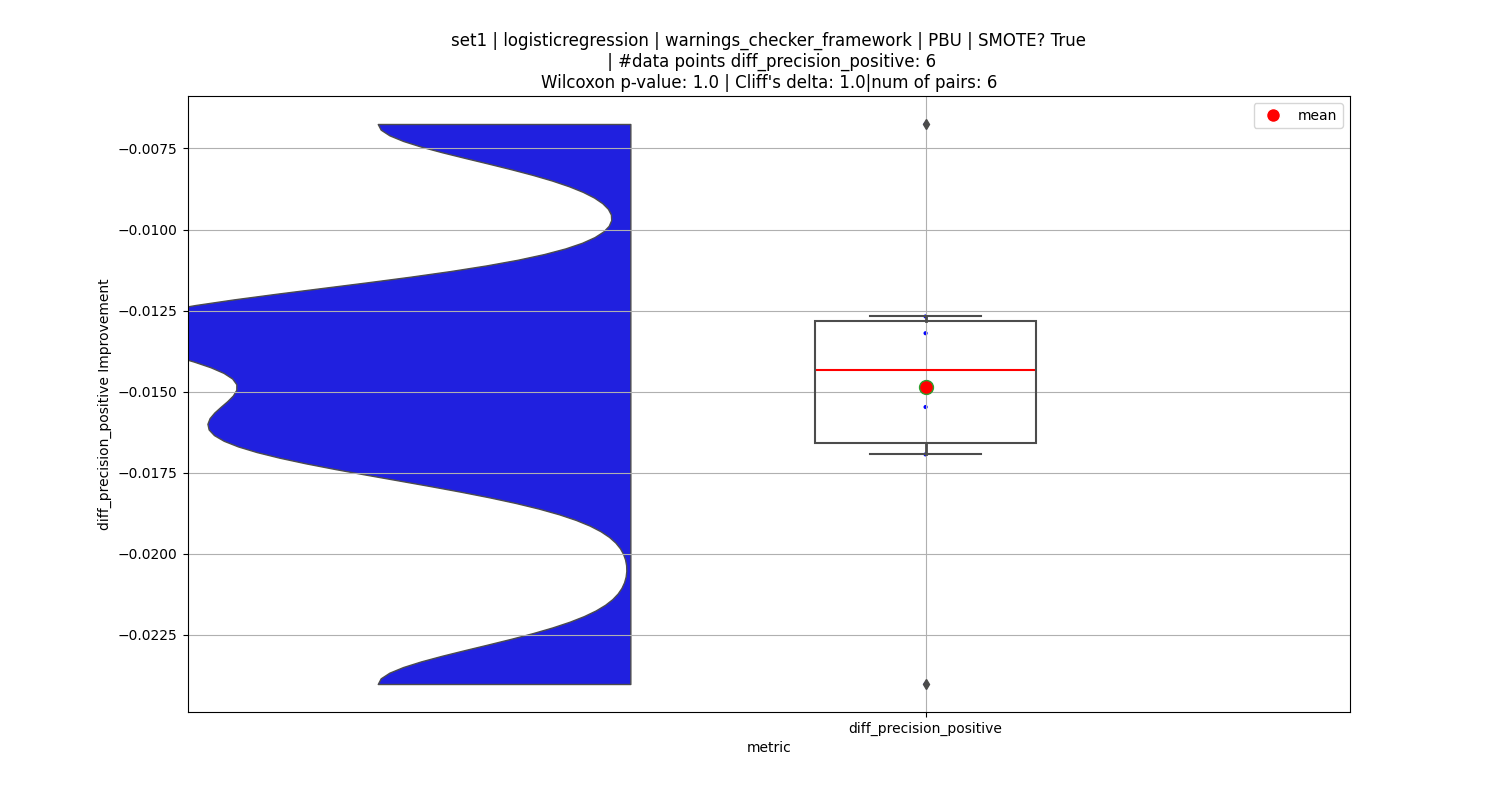 set1 | logisticregression | warnings_checker_framework | PBU | SMOTE? True
| #data points diff_precision_positive: 6
Wilcoxon p-value: 1.0 | Cliff's delta: 1.0|num of pairs: 6
mean
−0.0075
−0.0100
−0.0125
−0.0150
−0.0175
−0.0200
−0.0225
diff_precision_positive Improvement
diff_precision_positive
metric